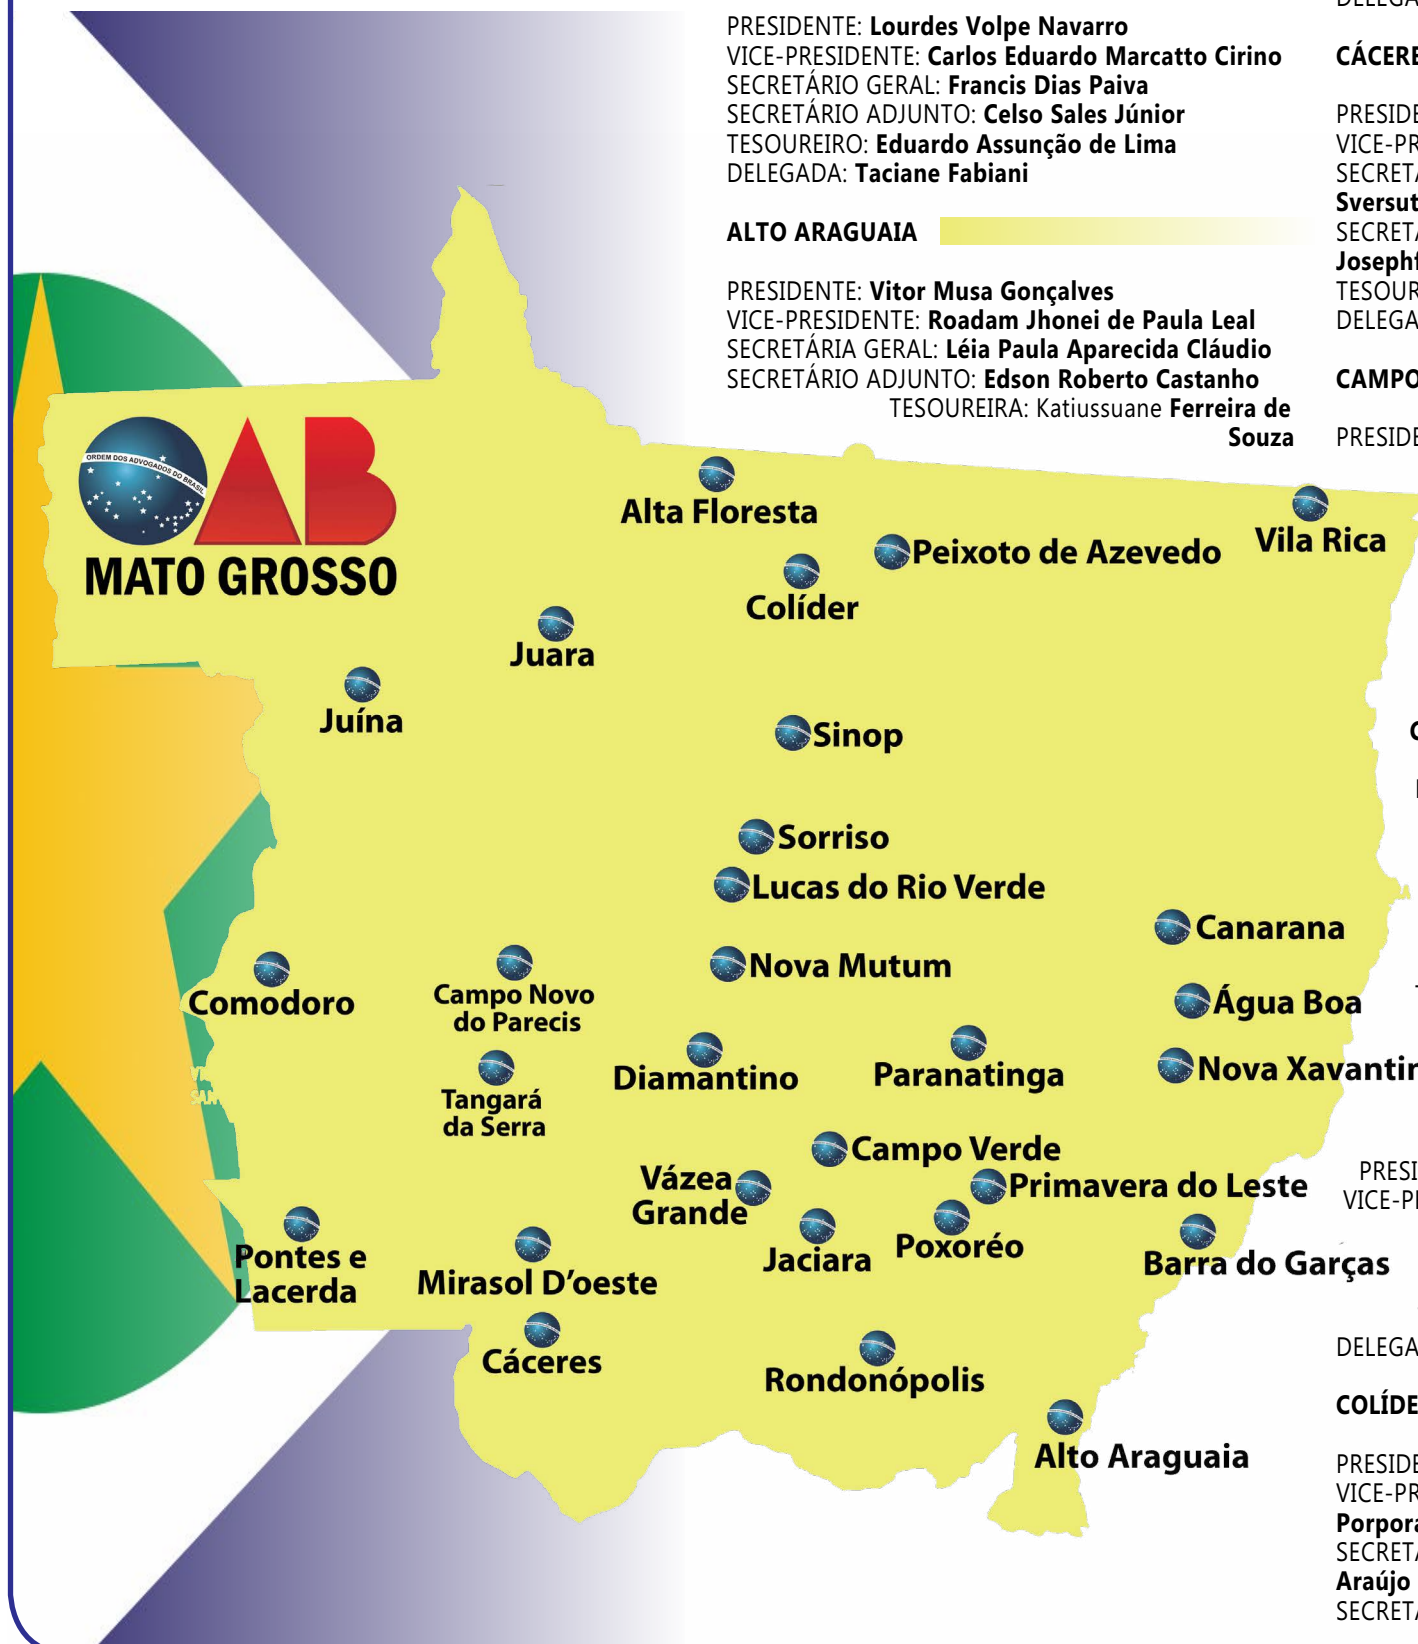 PRESIDENTE: Lourdes Volpe Navarro
VICE-PRESIDENTE: Carlos Eduardo Marcatto Cirino
SECRETÁRIO GERAL: Francis Dias Paiva
SECRETÁRIO ADJUNTO: Celso Sales Júnior
TESOUREIRO: Eduardo Assunção de Lima
DELEGADA: Taciane Fabiani
ALTO ARAGUAIA
PRESIDENTE: Vitor Musa Gonçalves
VICE-PRESIDENTE: Roadam Jhonei de Paula Leal
SECRETÁRIA GERAL: Léia Paula Aparecida Cláudio
SECRETÁRIO ADJUNTO: Edson Roberto Castanho
TESOUREIRA: Katiussuane Ferreira de
Souza
CÁCERE
PRESIDE
VICE-PR
SECRETA
Sversut
SECRETA
Joseph
TESOUR
DELEGA
CAMPO
PRESIDE
ORDEM DOS ADVOGADOS DO BRASIL
OAB
MATO GROSSO
Alta Floresta
Vila Rica
Peixoto de Azevedo
Colíder
Juara
Juína
Sinop
Sorriso
Lucas do Rio Verde
Canarana
Nova Mutum
Comodoro
Campo Novo
do Parecis
Água Boa
Diamantino
Paranatinga
Nova Xavantin
Tangará
da Serra
Campo Verde
Vázea
Grande
Primavera do Leste
Jaciara
Poxoréo
Barra do Garças
Pontes e
Lacerda
Mirasol D’oeste
Cáceres
Rondonópolis
Alto Araguaia
PRESI
VICE-P
DELEGA
COLÍDE
PRESIDE
VICE-PR
Porpora
SECRETA
Araújo
SECRETA